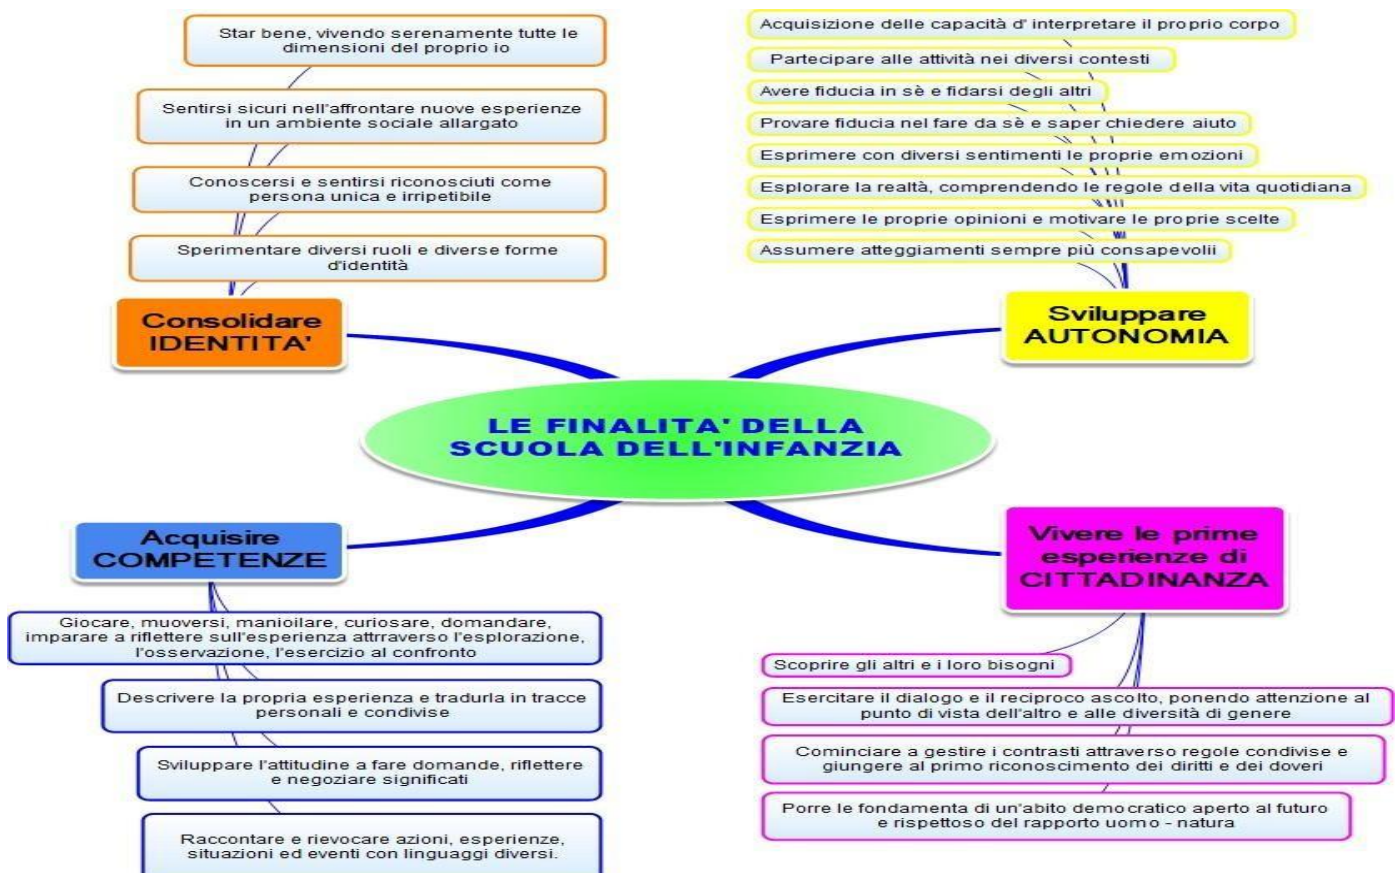 Star bene, vivendo serenamente tutte le
dimensioni del proprio io
Sentirsi sicuri nell'affrontare nuove esperienze
in un ambiente sociale allargato
Conoscersi e sentirsi riconosciuti come
persona unica e irripetibile
Sperimentare diversi ruoli e diverse forme
d'identità
Consolidare
IDENTITA'
Acquisizione delle capacità d' interpretare il proprio corpo
Partecipare alle attività nei diversi contesti
Avere fiducia in sè e fidarsi degli altri
Provare fiducia nel fare da sè e saper chiedere aiuto
Esprimere con diversi sentimenti le proprie emozioni
Esplorare la realtà, comprendendo le regole della vita quotidiana
Esprimere le proprie opinioni e motivare le proprie scelte
Assumere atteggiamenti sempre più consapevolii
Sviluppare
AUTONOMIA
LE FINALITA' DELLA
SCUOLA DELL'INFANZIA
Acquisire
COMPETENZE
Giocare, muoversi, manioilare, curiosare, domandare,
imparare a riflettere sull'esperienza attrraverso l'esplorazione,
l'osservazione, l'esercizio al confronto
Descrivere la propria esperienza e tradurla in tracce
personali e condivise
Sviluppare l'attitudine a fare domande, riflettere
e negoziare significati
Raccontare e rievocare azioni, esperienze,
situazioni ed eventi con linguaggi diversi.
Vivere le prime
esperienze di
CITTADINANZA
Scoprire gli altri e i loro bisogni
Esercitare il dialogo e il reciproco ascolto, ponendo attenzione al
punto di vista dell'altro e alle diversità di genere
Cominciare a gestire i contrasti attraverso regole condivise e
giungere al primo riconoscimento dei diritti e dei doveri
Porre le fondamenta di un'abito democratico aperto al futuro
e rispettoso del rapporto uomo - natura